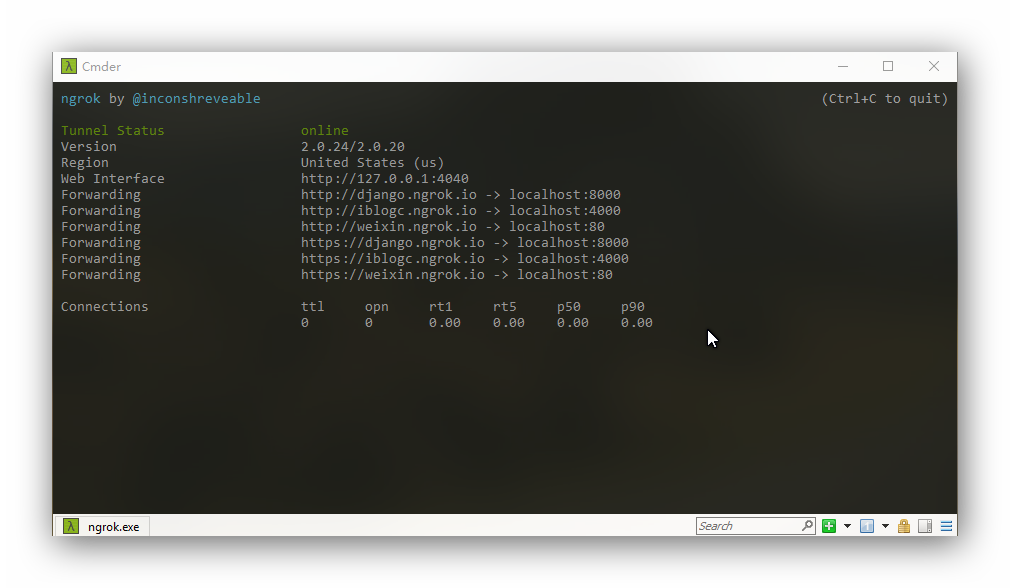 Cmder
ngrok by @inconshreveable (Ctrl+C to quit)
Tunnel Status online
Version 2.0.24/2.0.20
Region United States (us)
Web Interface http://127.0.0.1:4040
Forwarding http://django.ngrok.io -> localhost:8000
Forwarding http://iblogc.ngrok.io -> localhost:4000
Forwarding http://weixin.ngrok.io -> localhost:80
Forwarding https://django.ngrok.io -> localhost:8000
Forwarding https://iblogc.ngrok.io -> localhost:4000
Forwarding https://weixin.ngrok.io -> localhost:80
Connections ttl opn rt1 rt5 p50 p90
0 0 0.00 0.00 0.00 0.00
ngrok.exe Search